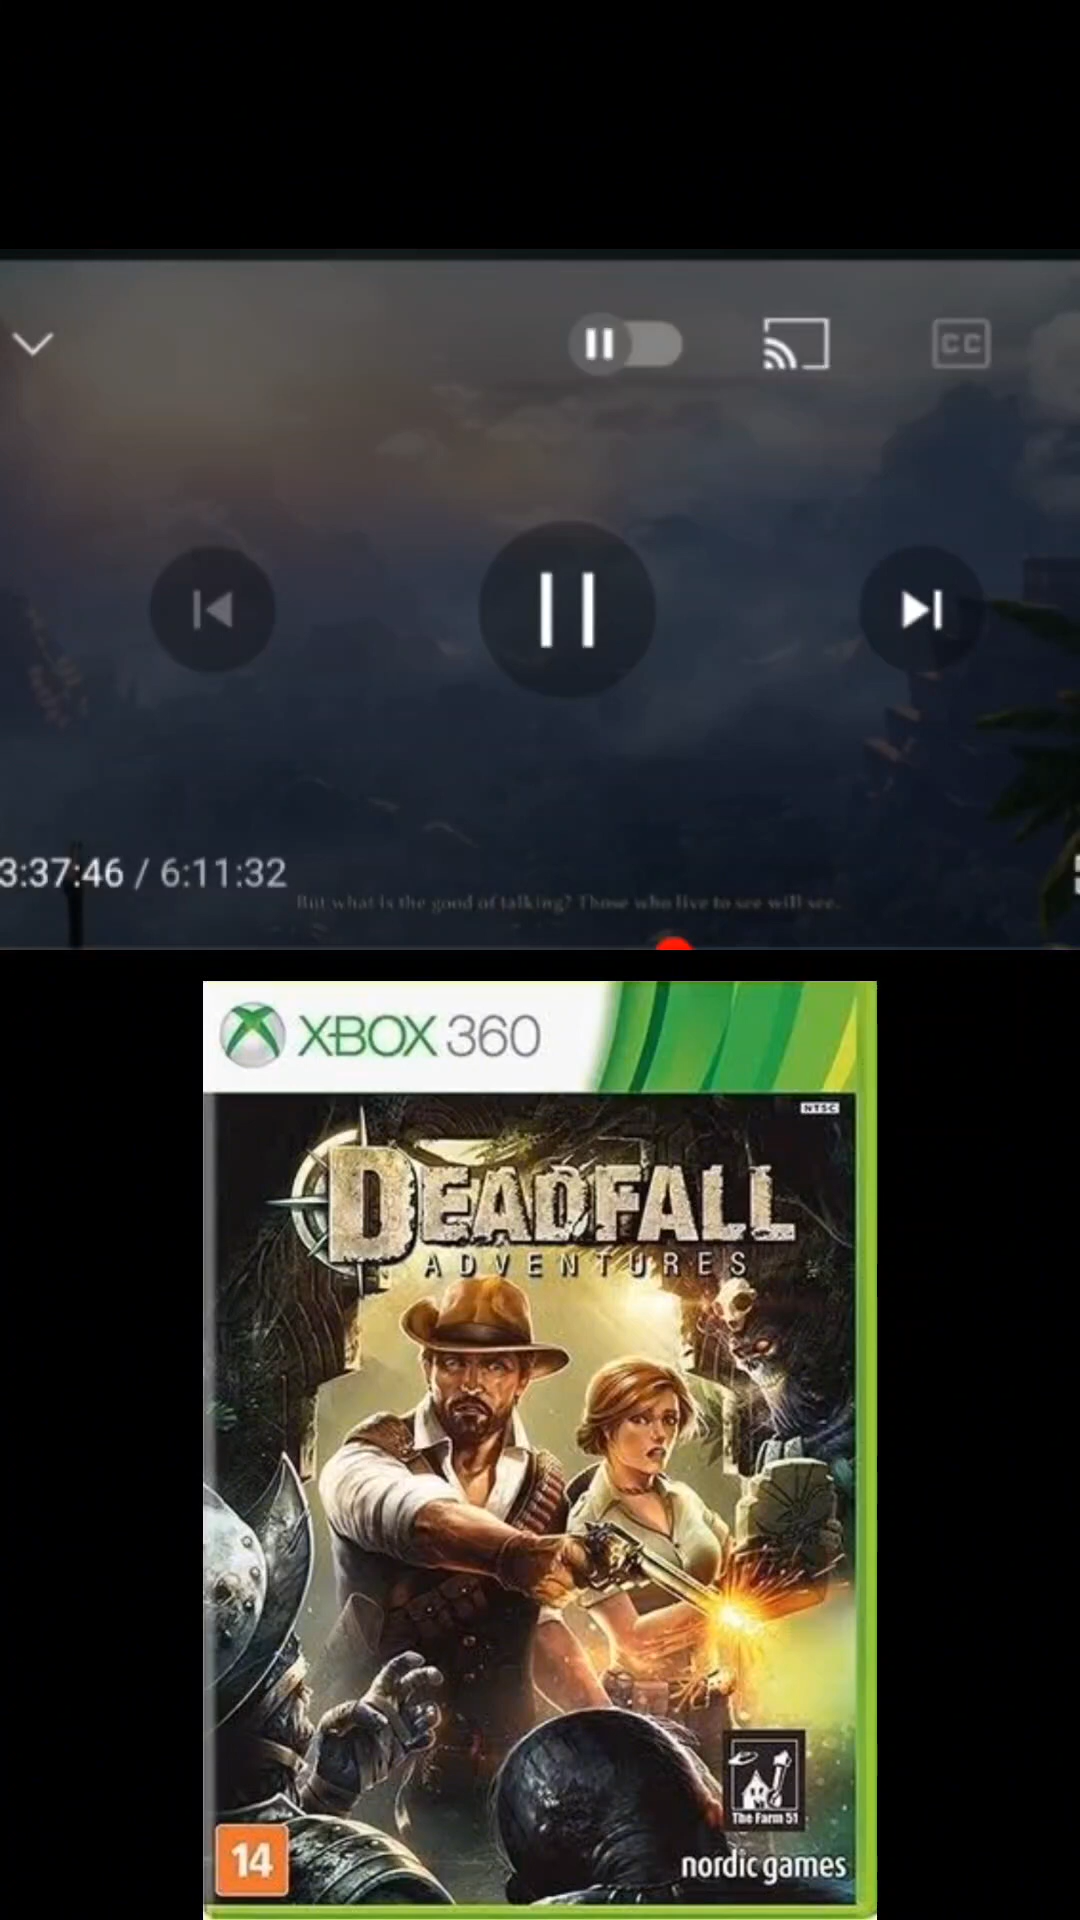 CC
3:37:46 / 6:11:32
But what is the good of talking? Those who live to see will see.
XBOX 360
NTSC
DEADFALL
ADVENTURES
The Farm 51
14
nordic games